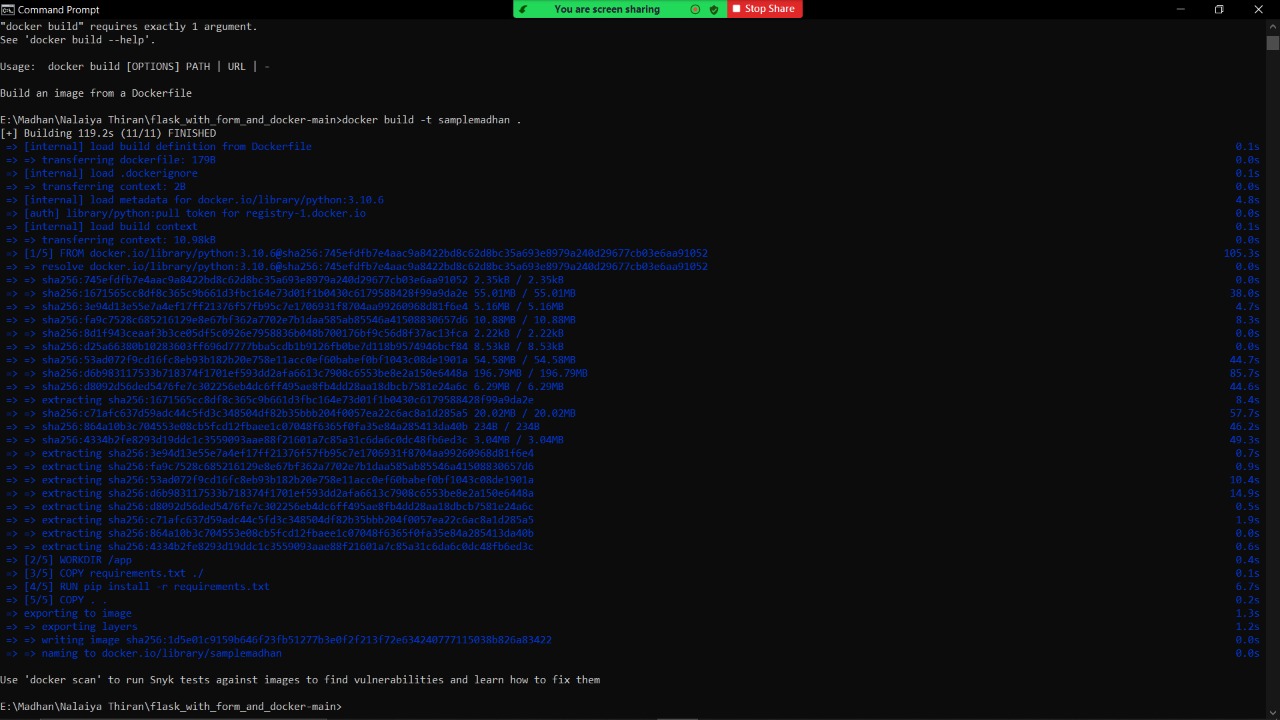 Command Prompt
You are screen sharing
Stop Share
"docker build" requires exactly 1 argument.
See 'docker build --help'.
Usage:  docker build [OPTIONS] PATH | URL | -
Build an image from a Dockerfile
E:\Madhan\Nalaiya Thiran\flask_with_form_and_docker-main>docker build -t samplemadhan .
[+] Building 119.2s (11/11) FINISHED
=> [internal] load build definition from Dockerfile 0.1s
=> => transferring dockerfile: 179B 0.0s
=> [internal] load .dockerignore 0.1s
=> => transferring context: 2B 0.0s
=> [internal] load metadata for docker.io/library/python:3.10.6 4.8s
=> [auth] library/python:pull token for registry-1.docker.io 0.0s
=> [internal] load build context 0.1s
=> => transferring context: 10.98kB 0.0s
=> [1/5] FROM docker.io/library/python:3.10.6@sha256:745efdfb7e4aac9a8422bd8c62d8bc35a693e8979a240d29677cb03e6aa91052 105.3s
=> => resolve docker.io/library/python:3.10.6@sha256:745efdfb7e4aac9a8422bd8c62d8bc35a693e8979a240d29677cb03e6aa91052 0.0s
=> => sha256:745efdfb7e4aac9a8422bd8c62d8bc35a693e8979a240d29677cb03e6aa91052 2.35kB / 2.35kB 0.0s
=> => sha256:1671565cc8df8c365c9b661d3fbc164e73d01f1b0430c6179588428f99a9da2e 55.01MB / 55.01MB 38.0s
=> => sha256:3e94d13e55e7a4ef17ff21376f57fb95c7e1706931f8704aa99260968d81f6e4 5.16MB / 5.16MB 4.7s
=> => sha256:fa9c7528c685216129e8e67bf362a7702e7b1daa585ab85546a41508830657d6 10.88MB / 10.88MB 8.3s
=> => sha256:8d1f943ceaaf3b3ce05df5c0926e7958836b048b700176bf9c56d8f37ac13fca 2.22kB / 2.22kB 0.0s
=> => sha256:d25a66380b10283603ff696d7777bba5cdb1b9126fb0be7d118b9574946bcf84 8.53kB / 8.53kB 0.0s
=> => sha256:53ad072f9cd16fc8eb93b182b20e758e11acc0ef60babef0bf1043c08de1901a 54.58MB / 54.58MB 44.7s
=> => sha256:d6b983117533b718374f1701ef593dd2afa6613c7908c6553be8e2a150e6448a 196.79MB / 196.79MB 85.7s
=> => sha256:d8092d56ded5476fe7c302256eb4dc6ff495ae8fb4dd28aa18dbcb7581e24a6c 6.29MB / 6.29MB 44.6s
=> => extracting sha256:1671565cc8df8c365c9b661d3fbc164e73d01f1b0430c6179588428f99a9da2e 8.4s
=> => sha256:c71afc637d59adc44c5fd3c348504df82b35bbb204f0057ea22c6ac8a1d285a5 20.02MB / 20.02MB 57.7s
=> => sha256:864a10b3c704553e08cb5fcd12fbaee1c07048f6365f0fa35e84a285413da40b 234B / 234B 46.2s
=> => sha256:4334b2fe8293d19ddc1c3559093aae88f21601a7c85a31c6da6c0dc48fb6ed3c 3.04MB / 3.04MB 49.3s
=> => extracting sha256:3e94d13e55e7a4ef17ff21376f57fb95c7e1706931f8704aa99260968d81f6e4 0.7s
=> => extracting sha256:fa9c7528c685216129e8e67bf362a7702e7b1daa585ab85546a41508830657d6 0.9s
=> => extracting sha256:53ad072f9cd16fc8eb93b182b20e758e11acc0ef60babef0bf1043c08de1901a 10.4s
=> => extracting sha256:d6b983117533b718374f1701ef593dd2afa6613c7908c6553be8e2a150e6448a 14.9s
=> => extracting sha256:d8092d56ded5476fe7c302256eb4dc6ff495ae8fb4dd28aa18dbcb7581e24a6c 0.5s
=> => extracting sha256:c71afc637d59adc44c5fd3c348504df82b35bbb204f0057ea22c6ac8a1d285a5 1.9s
=> => extracting sha256:864a10b3c704553e08cb5fcd12fbaee1c07048f6365f0fa35e84a285413da40b 0.0s
=> => extracting sha256:4334b2fe8293d19ddc1c3559093aae88f21601a7c85a31c6da6c0dc48fb6ed3c 0.6s
=> [2/5] WORKDIR /app 0.4s
=> [3/5] COPY requirements.txt ./ 0.1s
=> [4/5] RUN pip install -r requirements.txt 6.7s
=> [5/5] COPY . . 0.2s
=> exporting to image 1.3s
=> => exporting layers 1.2s
=> => writing image sha256:1d5e01c9159b646f23fb51277b3e0f2f213f72e634240777115038b826a83422 0.0s
=> => naming to docker.io/library/samplemadhan 0.0s
Use 'docker scan' to run Snyk tests against images to find vulnerabilities and learn how to fix them
E:\Madhan\Nalaiya Thiran\flask_with_form_and_docker-main>